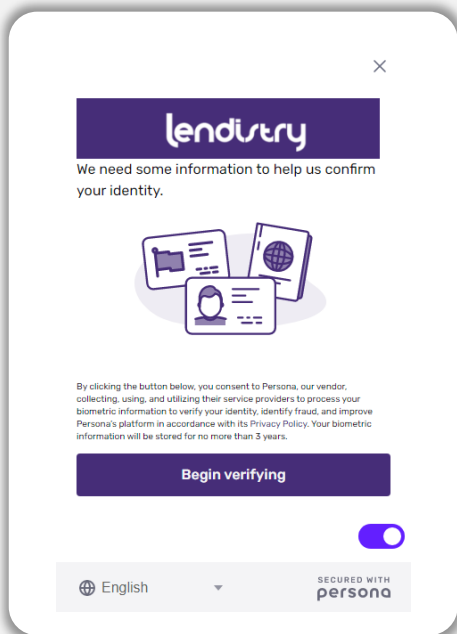 lendistry
We need some information to help us confirm
your identity.
By clicking the button below, you consent to Persona, our vendor,
collecting, using, and utilizing their service providers to process your
biometric information to verify your identity, identify fraud, and improve
Persona's platform in accordance with its Privacy Policy. Your biometric
information will be stored for no more than 3 years.
Begin verifying
English
SECURED WITH
persona